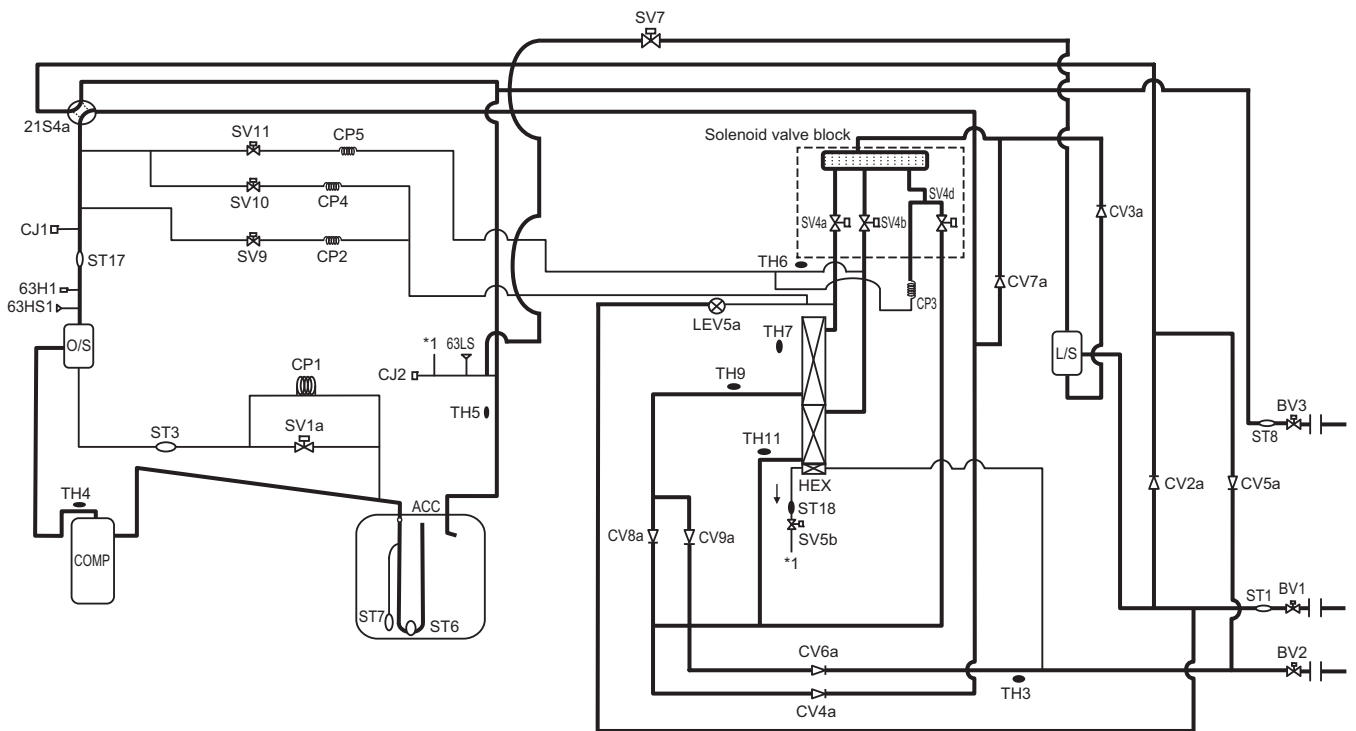 SV7
21S4a
SV11
CP5
Solenoid valve block
SV10
CP4
SV4d
SV4a
SV4b
CV3a
CJ1
SV9
CP2
ST17
TH6
CV7a
63H1
CP3
63HS1
LEV5a
O/S
*1
63LS
TH7
L/S
CP1
CJ2
TH9
BV3
TH5
SV1a
ST3
TH11
ST8
HEX
CV2a
CV5a
TH4
ACC
ST18
CV8a
CV9a
SV5b
COMP
*1
ST1
BV1
ST7
ST6
CV6a
BV2
TH3
CV4a